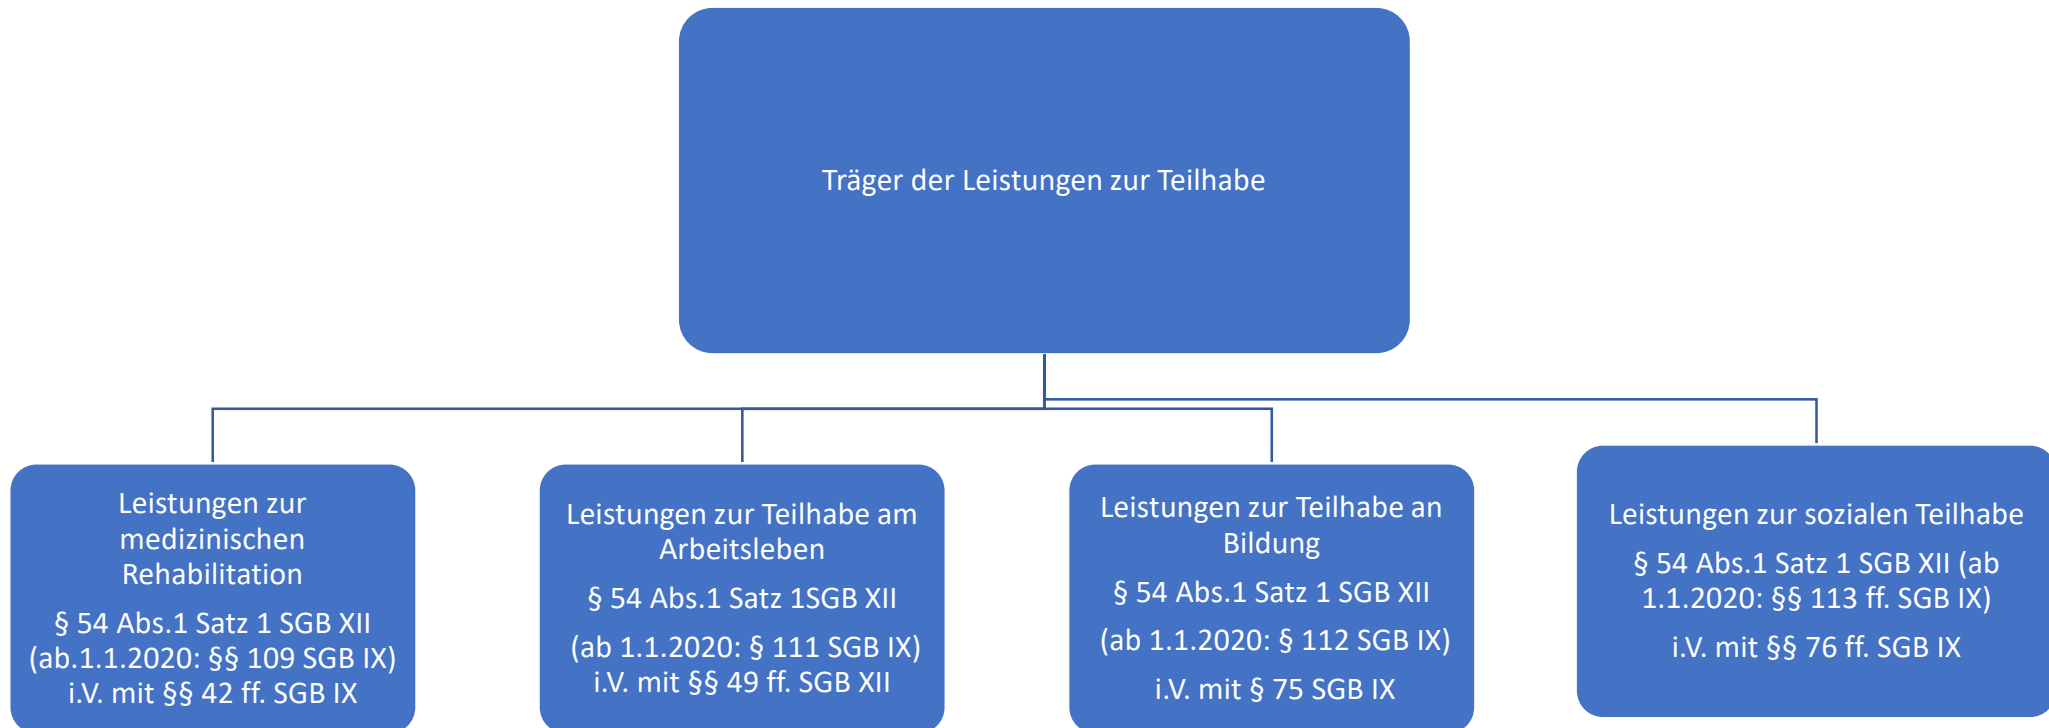 Träger der Leistungen zur Teilhabe
Leistungen zur
medizinischen
Rehabilitation
§ 54 Abs.1 Satz 1 SGB XII
(ab.1.1.2020: §§ 109 SGB IX)
i.V. mit §§ 42 ff. SGB IX
Leistungen zur Teilhabe am
Arbeitsleben
§ 54 Abs.1 Satz 1SGB XII
(ab 1.1.2020: § 111 SGB IX)
i.V. mit §§ 49 ff. SGB XII
Leistungen zur Teilhabe an
Bildung
§ 54 Abs.1 Satz 1 SGB XII
(ab 1.1.2020: § 112 SGB IX)
i.V. mit § 75 SGB IX
Leistungen zur sozialen Teilhabe
§ 54 Abs.1 Satz 1 SGB XII (ab
1.1.2020: §§ 113 ff. SGB IX)
i.V. mit §§ 76 ff. SGB IX